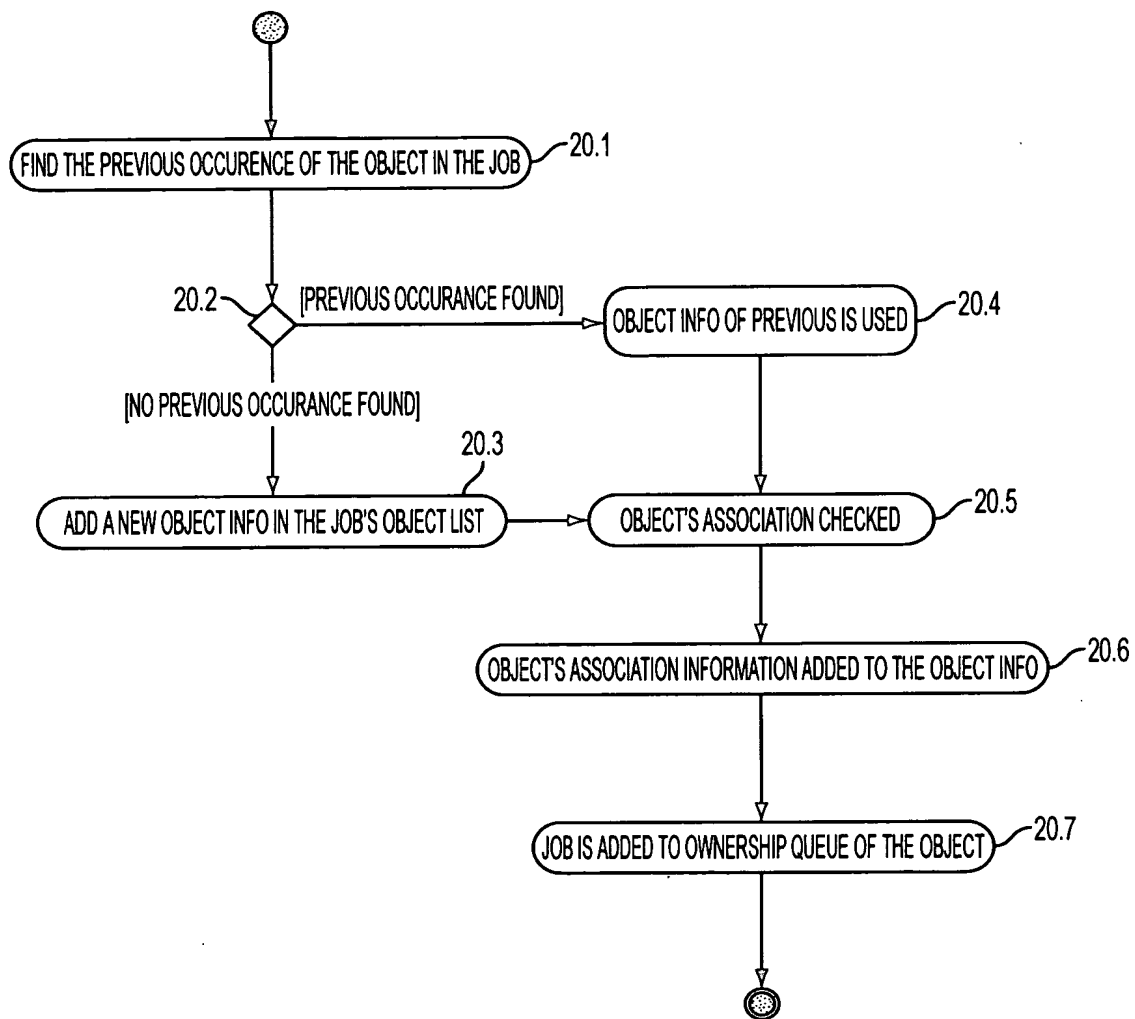 FIND THE PREVIOUS OCCURENCE OF THE OBJECT IN THE JOB
20.1
20.2
[PREVIOUS OCCURANCE FOUND]
OBJECT INFO OF PREVIOUS IS USED
20.4
[NO PREVIOUS OCCURANCE FOUND]
20.3
ADD A NEW OBJECT INFO IN THE JOB'S OBJECT LIST
OBJECT'S ASSOCIATION CHECKED
20.5
OBJECT'S ASSOCIATION INFORMATION ADDED TO THE OBJECT INFO
20.6
JOB IS ADDED TO OWNERSHIP QUEUE OF THE OBJECT
20.7